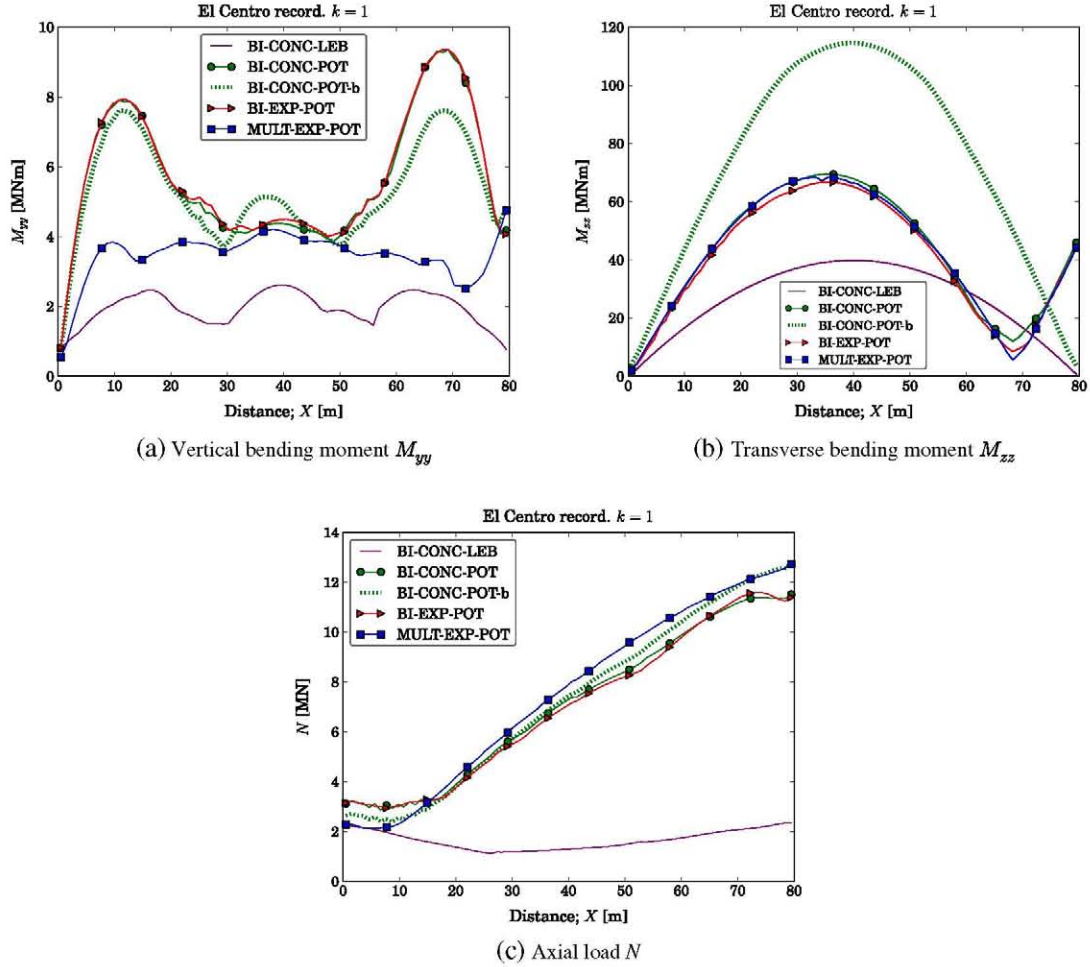 El Centro record. k = 1
10
8
6
4
2
0
M_yy [MNm]
BI-CONC-LEB
BI-CONC-POT
BI-CONC-POT-b
BI-EXP-POT
MULT-EXP-POT
0 10 20 30 40 50 60 70 80
Distance; X [m]
(a) Vertical bending moment M_yy
El Centro record. k = 1
120
100
80
60
40
20
0
M_zz [MNm]
BI-CONC-LEB
BI-CONC-POT
BI-CONC-POT-b
BI-EXP-POT
MULT-EXP-POT
0 10 20 30 40 50 60 70 80
Distance; X [m]
(b) Transverse bending moment M_zz
El Centro record. k = 1
14
12
10
8
6
4
2
0
N [MN]
BI-CONC-LEB
BI-CONC-POT
BI-CONC-POT-b
BI-EXP-POT
MULT-EXP-POT
0 10 20 30 40 50 60 70 80
Distance; X [m]
(c) Axial load N